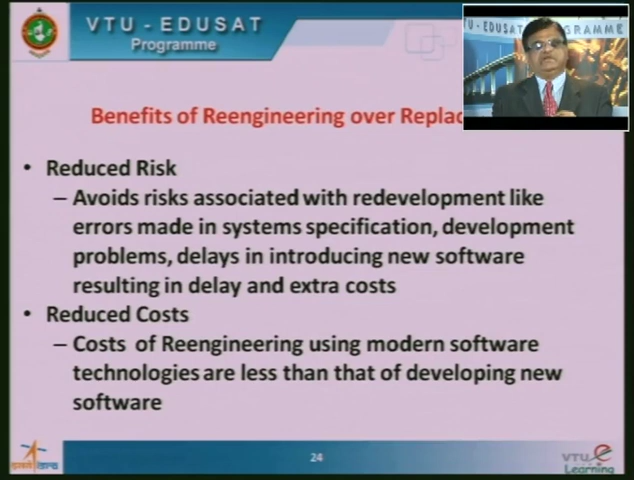 VTU - EDUSAT
Programme
TU - EDUSAT PROGRAMME
Benefits of Reengineering over Replac
• Reduced Risk
– Avoids risks associated with redevelopment like
errors made in systems specification, development
problems, delays in introducing new software
resulting in delay and extra costs
• Reduced Costs
– Costs of Reengineering using modern software
technologies are less than that of developing new
software
24
VTU e
Learning